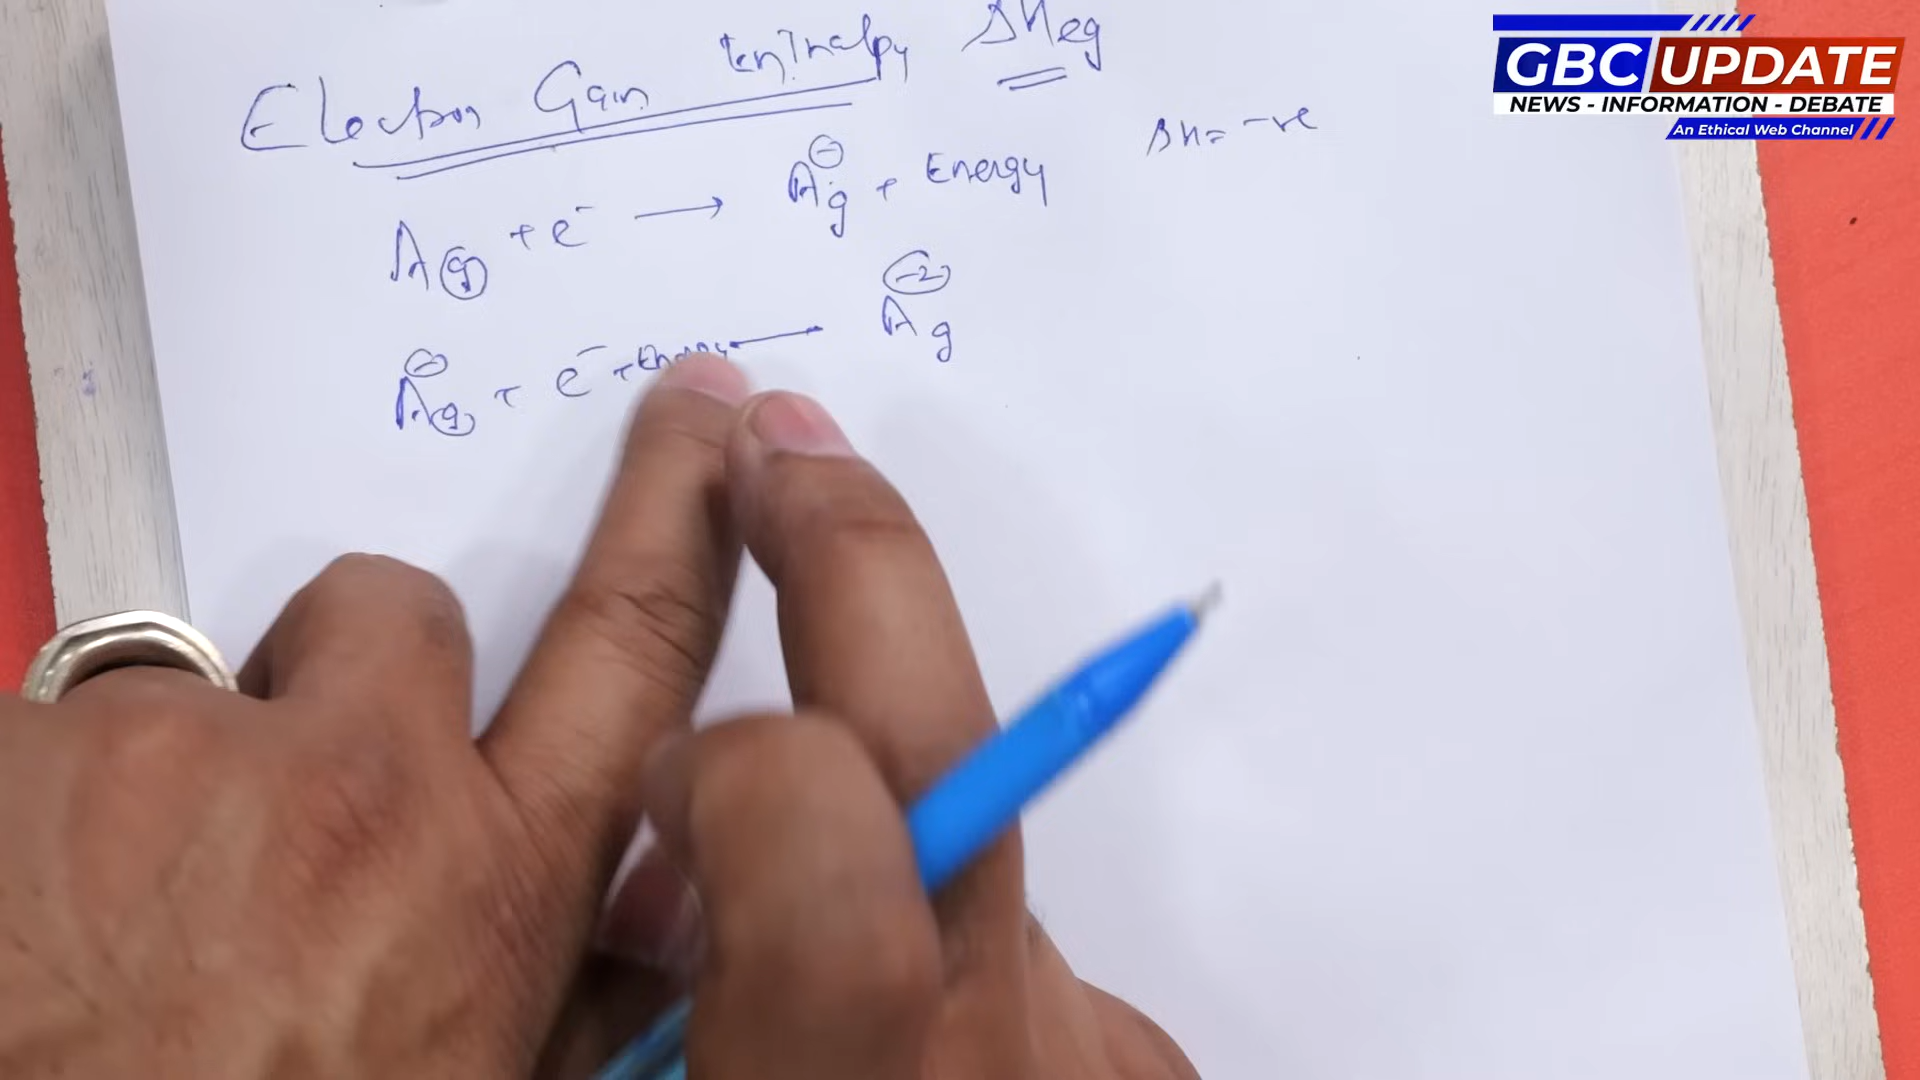 Electron Gain Enthalpy ΔHeg
A(g) + e⁻ ⟶ A⁻g + Energy ΔH = -ve
A⁻(g) + e⁻ + Energy ⟶ A⁻²g
GBC UPDATE
NEWS - INFORMATION - DEBATE
An Ethical Web Channel